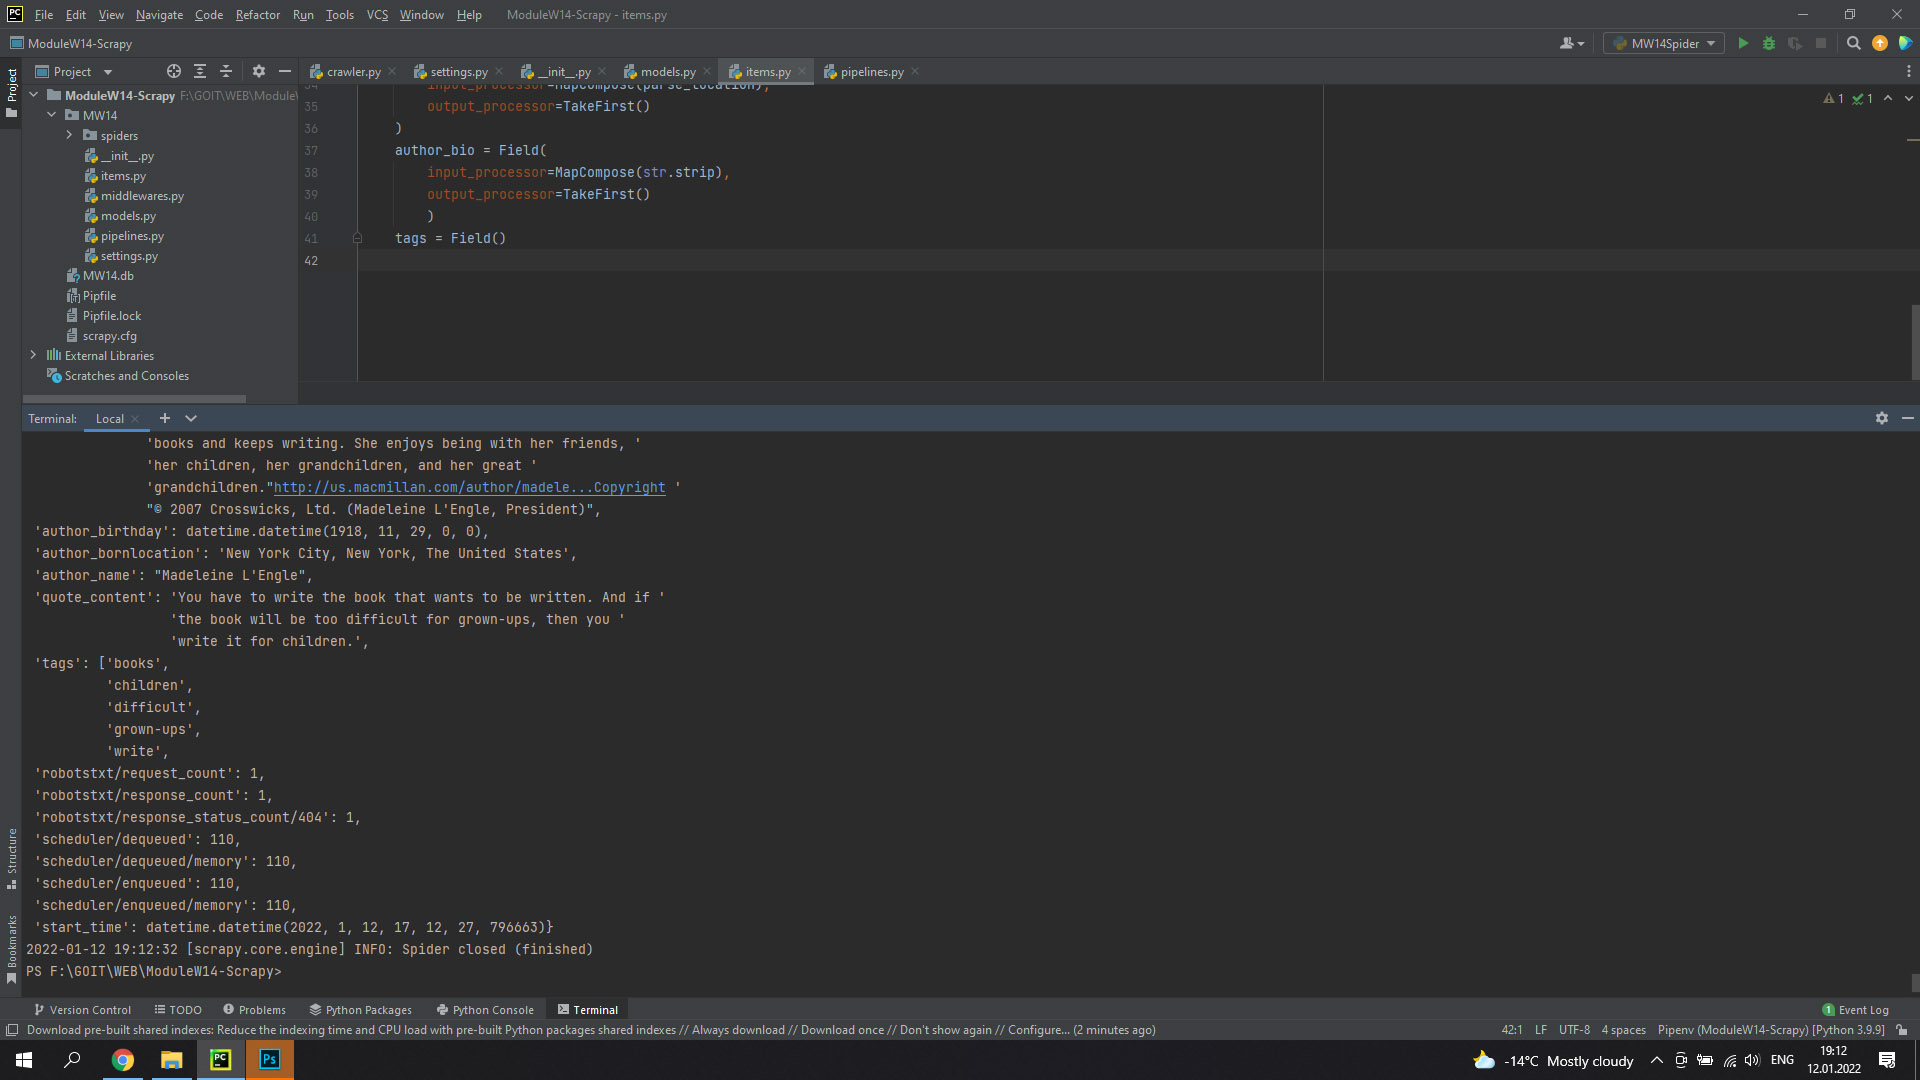 PC File Edit View Navigate Code Refactor Run Tools VCS Window Help ModuleW14-Scrapy - items.py
ModuleW14-Scrapy MW14Spider
Project crawler.py settings.py __init__.py models.py items.py pipelines.py
Project
ModuleW14-Scrapy F:\GOIT\WEB\Module\
MW14
spiders
__init__.py
items.py
middlewares.py
models.py
pipelines.py
settings.py
MW14.db
Pipfile
Pipfile.lock
scrapy.cfg
External Libraries
Scratches and Consoles
34 input_processor=MapCompose(parse_location),
35 output_processor=TakeFirst()
36 )
37 author_bio = Field(
38 input_processor=MapCompose(str.strip),
39 output_processor=TakeFirst()
40 )
41 tags = Field()
42
1 1
Terminal: Local
'books and keeps writing. She enjoys being with her friends, '
'her children, her grandchildren, and her great '
'grandchildren."http://us.macmillan.com/author/madele...Copyright '
"© 2007 Crosswicks, Ltd. (Madeleine L'Engle, President)",
'author_birthday': datetime.datetime(1918, 11, 29, 0, 0),
'author_bornlocation': 'New York City, New York, The United States',
'author_name': "Madeleine L'Engle",
'quote_content': 'You have to write the book that wants to be written. And if '
'the book will be too difficult for grown-ups, then you '
'write it for children.',
'tags': ['books',
'children',
'difficult',
'grown-ups',
'write',
'robotstxt/request_count': 1,
'robotstxt/response_count': 1,
'robotstxt/response_status_count/404': 1,
'scheduler/dequeued': 110,
'scheduler/dequeued/memory': 110,
'scheduler/enqueued': 110,
'scheduler/enqueued/memory': 110,
'start_time': datetime.datetime(2022, 1, 12, 17, 12, 27, 796663)}
2022-01-12 19:12:32 [scrapy.core.engine] INFO: Spider closed (finished)
PS F:\GOIT\WEB\ModuleW14-Scrapy>
Structure
Bookmarks
Version Control TODO Problems Python Packages Python Console Terminal 1 Event Log
Download pre-built shared indexes: Reduce the indexing time and CPU load with pre-built Python packages shared indexes // Always download // Download once // Don't show again // Configure... (2 minutes ago) 42:1 LF UTF-8 4 spaces Pipenv (ModuleW14-Scrapy) [Python 3.9.9]
PC Ps -14°C Mostly cloudy ENG 19:12
12.01.2022